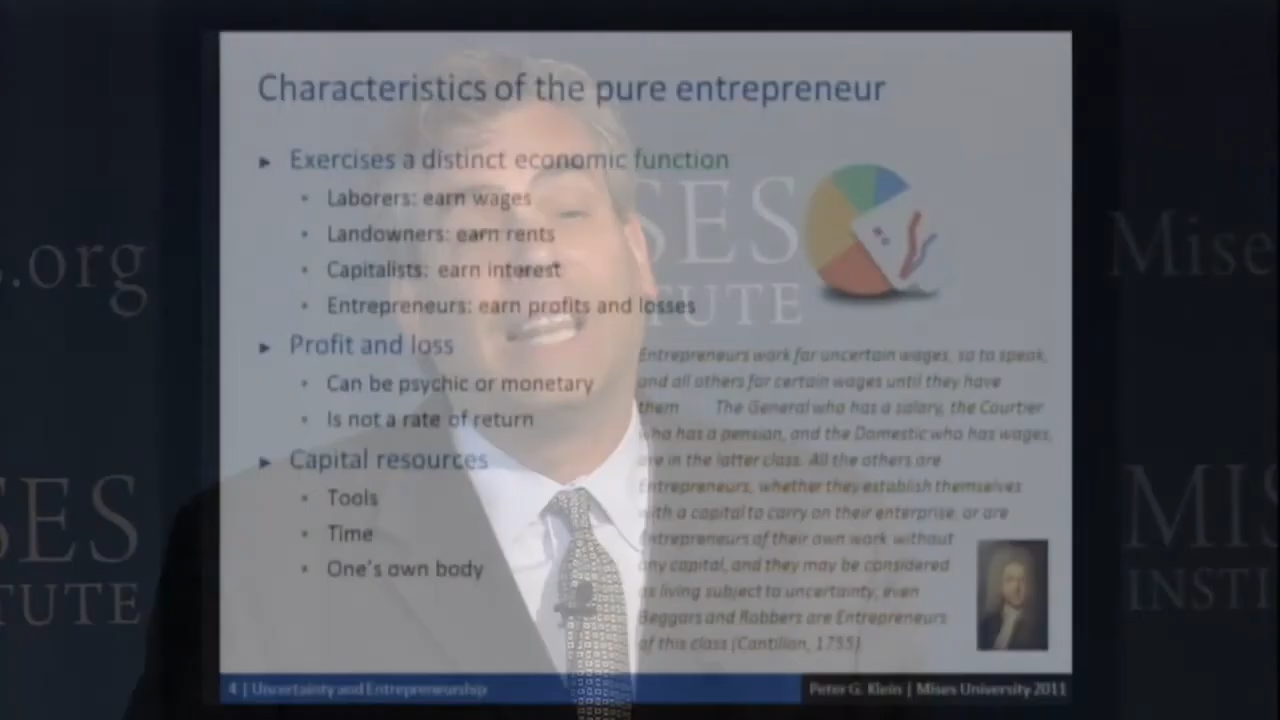 Characteristics of the pure entrepreneur
► Exercises a distinct economic function
• Laborers: earn wages
• Landowners: earn rents
• Capitalists: earn interest
• Entrepreneurs: earn profits and losses
► Profit and loss
• Can be psychic or monetary
• Is not a rate of return
► Capital resources
• Tools
• Time
• One's own body
Entrepreneurs work for uncertain wages, so to speak,
and all others for certain wages until they have
them The General who has a salary, the Courtier
who has a pension, and the Domestic who has wages,
are in the latter class. All the others are
Entrepreneurs, whether they establish themselves
with a capital to carry on their enterprise, or are
Entrepreneurs of their own work without
any capital, and they may be considered
as living subject to uncertainty; even
Beggars and Robbers are Entrepreneurs
of this class (Cantillon, 1755)
4 | Uncertainty and Entrepreneurship
Peter G. Klein | Mises University 2011
s.org
SES
TUTE
SES
ITUTE
Mise
MIS
INSTI